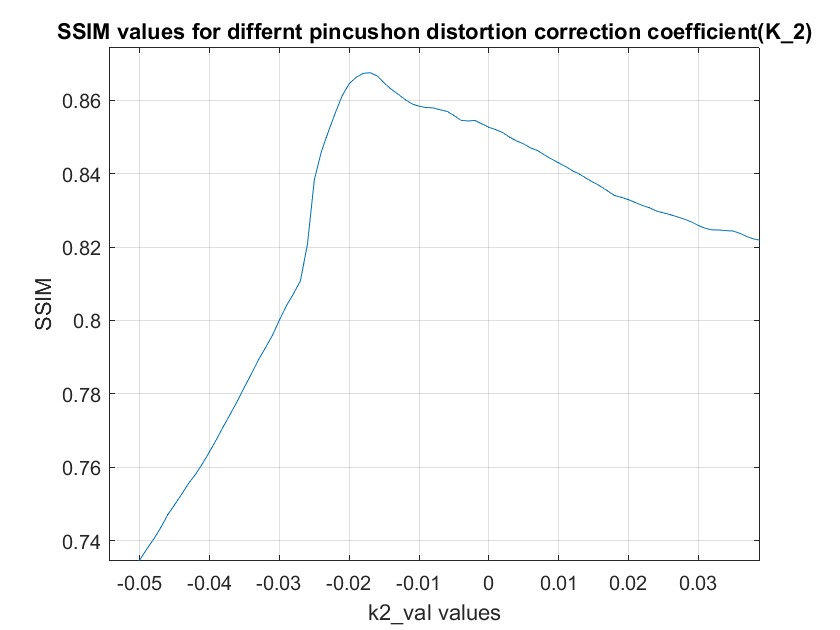 SSIM values for differnt pincushon distortion correction coefficient(K_2)
0.86
0.84
0.82
0.8
0.78
0.76
0.74
SSIM
-0.05 -0.04 -0.03 -0.02 -0.01 0 0.01 0.02 0.03
k2_val values